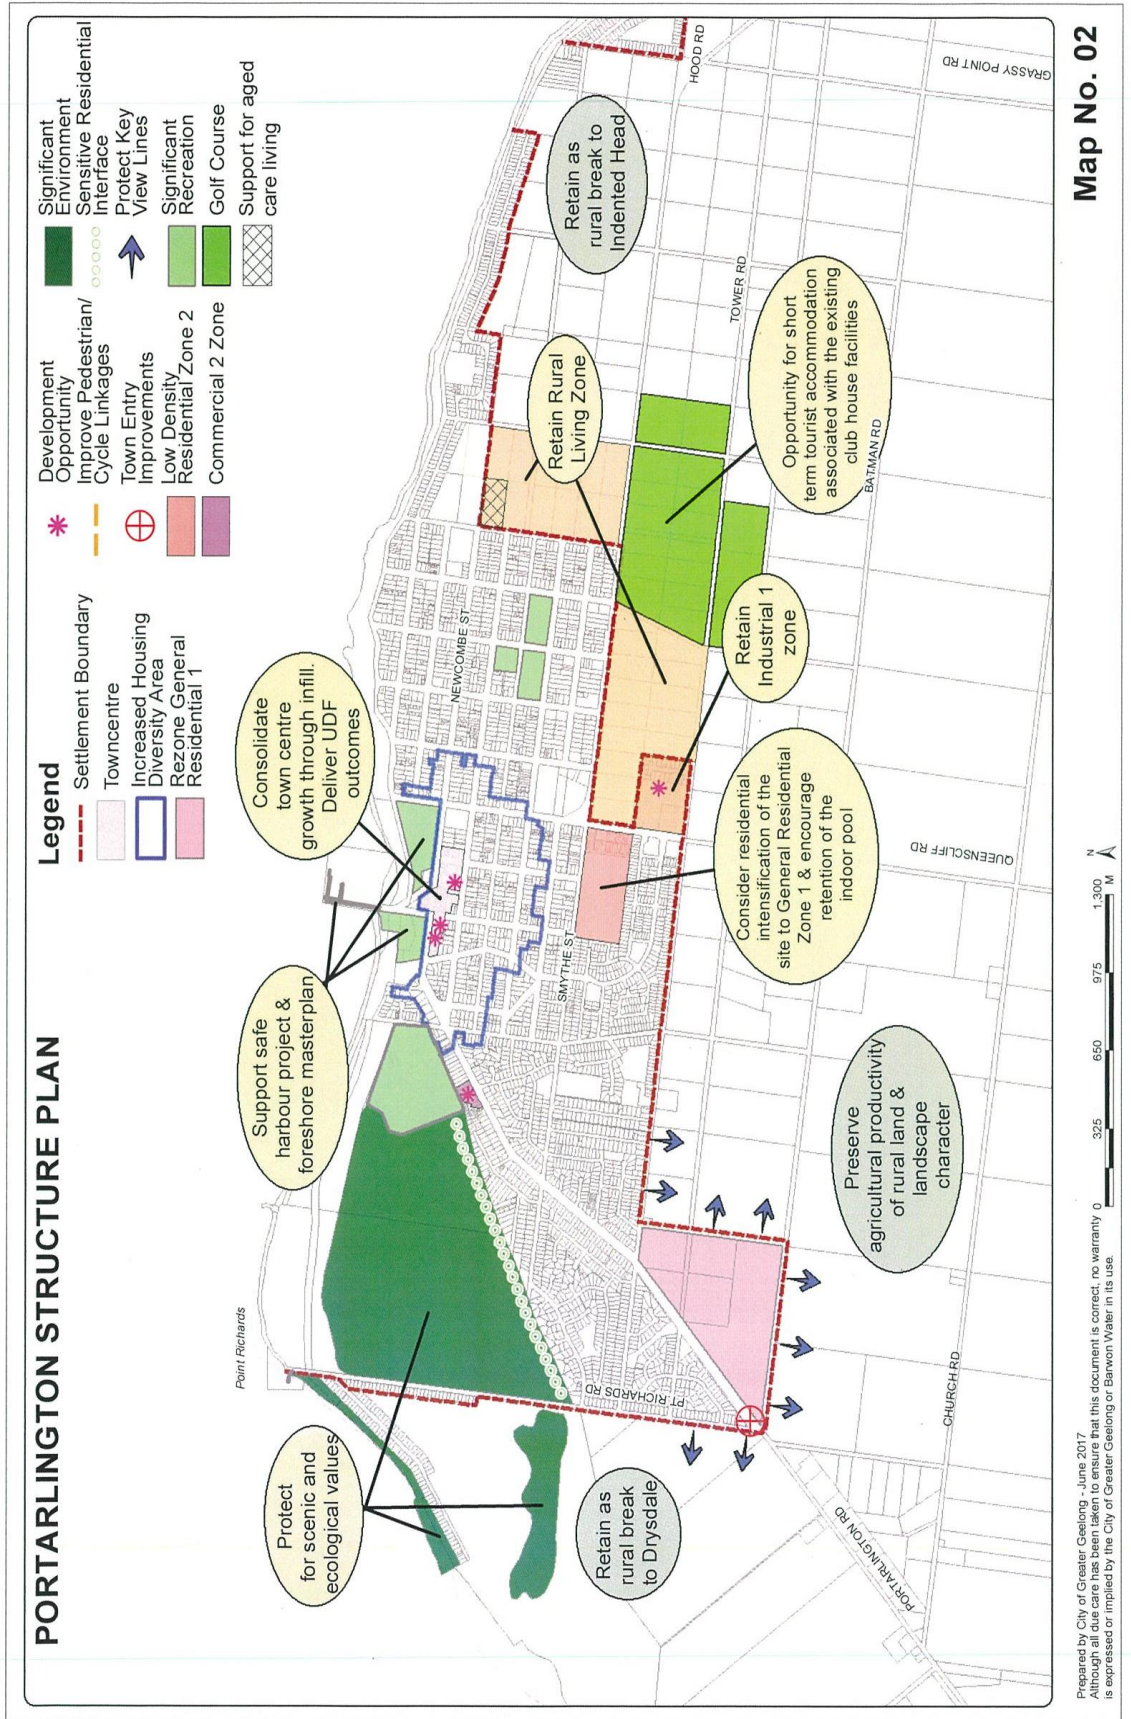 PORTARLINGTON STRUCTURE PLAN
Legend
Settlement Boundary
Towncentre
Increased Housing
Diversity Area
Rezone General
Residential 1
Development
Opportunity
Improve Pedestrian/
Cycle Linkages
Town Entry
Improvements
Low Density
Residential Zone 2
Commercial 2 Zone
Significant
Environment
Sensitive Residential
Interface
Protect Key
View Lines
Significant
Recreation
Golf Course
Support for aged
care living
Point Richards
Protect
for scenic and
ecological values
Support safe
harbour project &
foreshore masterplan
Consolidate
town centre
growth through infill.
Deliver UDF
outcomes
NEWCOMBE ST
SMYTHE ST
PT RICHARDS RD
Retain Rural
Living Zone
Retain as
rural break to
Indented Head
HOOD RD
GRASSY POINT RD
TOWER RD
Opportunity for short
term tourist accommodation
associated with the existing
club house facilities
BATMAN RD
Retain
Industrial 1
zone
Consider residential
intensification of the
site to General Residential
Zone 1 & encourage
retention of the
indoor pool
QUEENSCLIFF RD
Retain as
rural break
to Drysdale
Preserve
agricultural productivity
of rural land &
landscape
character
PORTARLINGTON RD
CHURCH RD
Prepared by City of Greater Geelong - June 2017
Although all due care has been taken to ensure that this document is correct, no warranty
is expressed or implied by the City of Greater Geelong or Barwon Water in its use.
0 325 650 975 1,300
M
N
Map No. 02